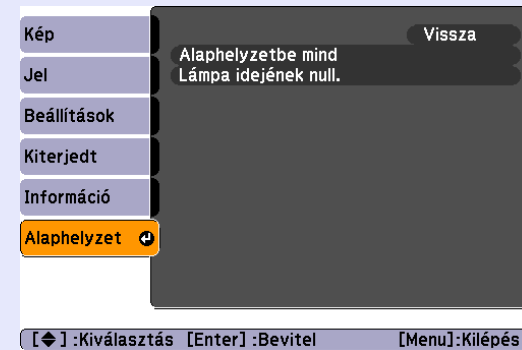 Kép
Jel
Beállítások
Kiterjedt
Információ
Alaphelyzet
Vissza
Alaphelyzetbe mind
Lámpa idejének null.
[◆] :Kiválasztás [Enter] :Bevitel [Menu]:Kilépés